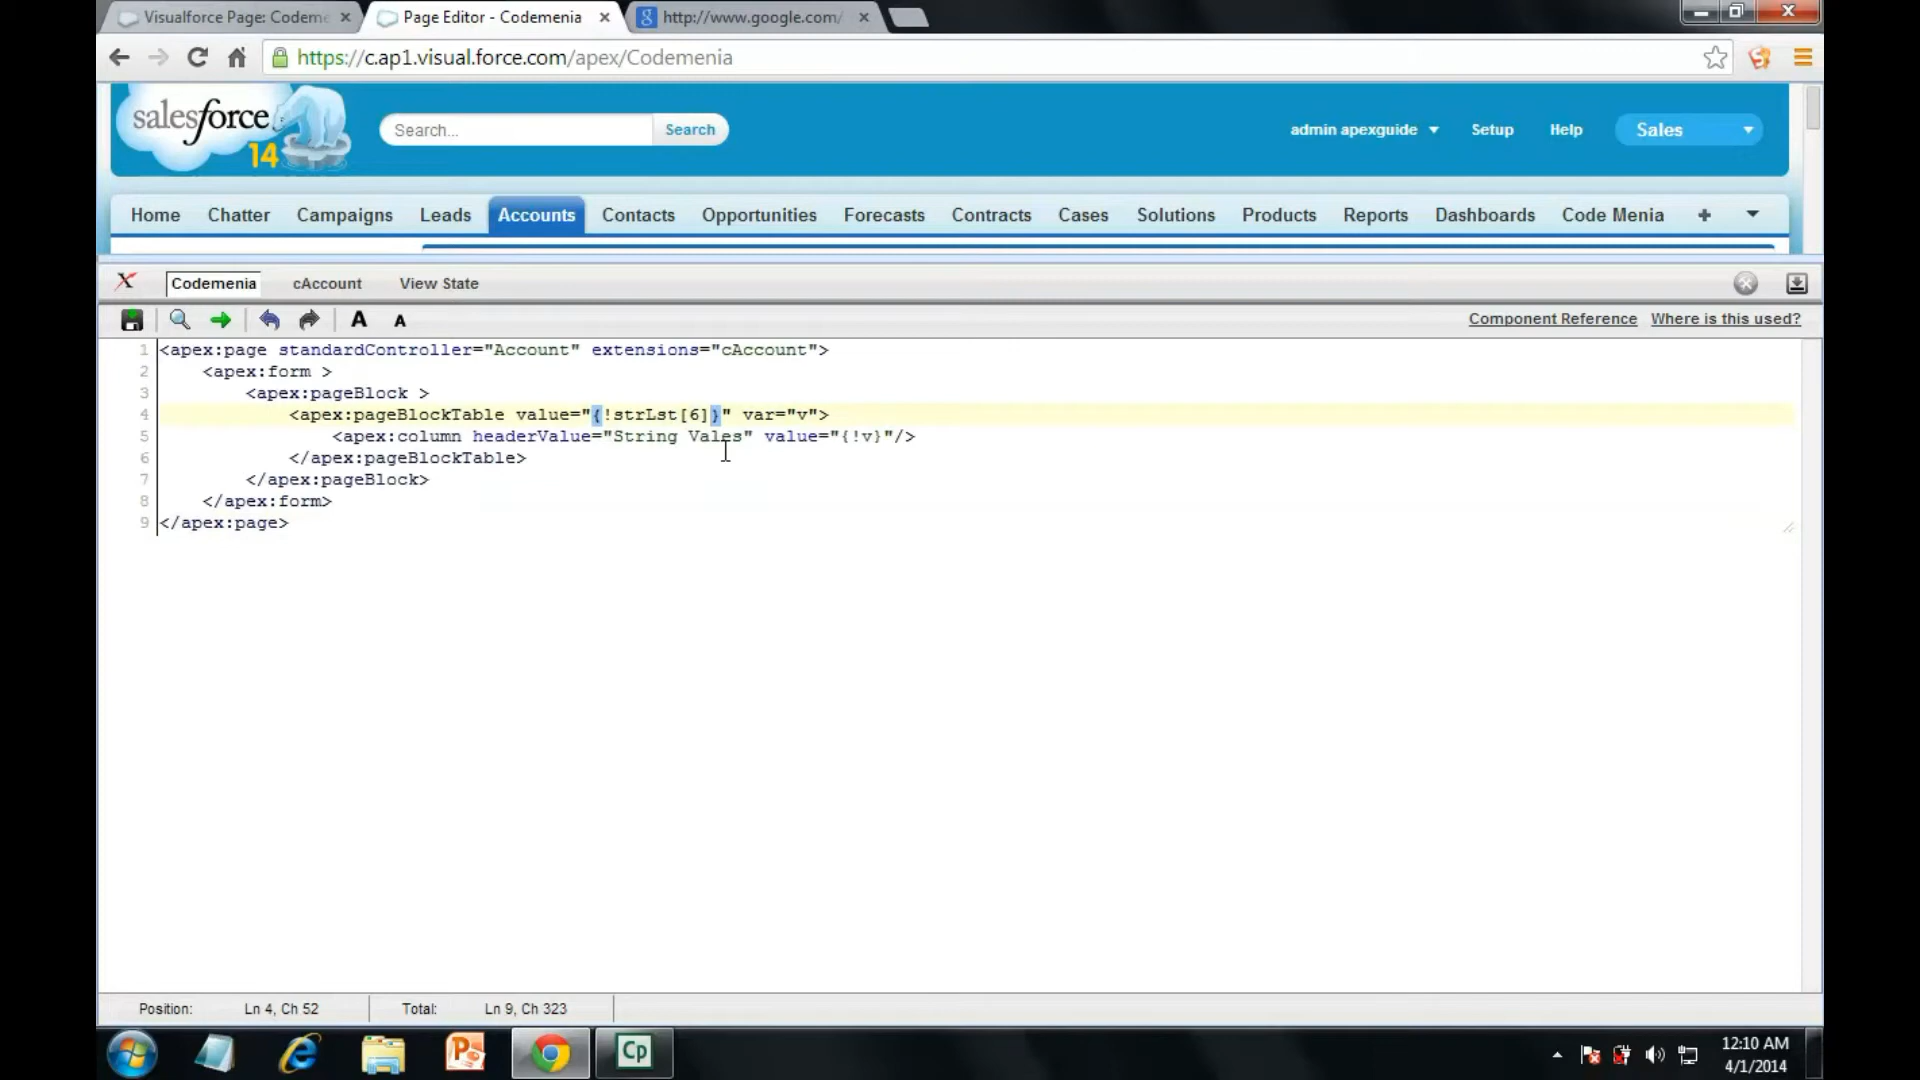 Visualforce Page: Codeme
Page Editor - Codemenia
http://www.google.com/
https://c.ap1.visual.force.com/apex/Codemenia
salesforce
14
Search...
Search
admin apexguide
Setup
Help
Sales
Home Chatter Campaigns Leads Accounts Contacts Opportunities Forecasts Contracts Cases Solutions Products Reports Dashboards Code Menia +
Codemenia cAccount View State
A A
Component Reference Where is this used?
1 <apex:page standardController="Account" extensions="cAccount">
2 <apex:form >
3 <apex:pageBlock >
4 <apex:pageBlockTable value="{!strLst[6]}" var="v">
5 <apex:column headerValue="String Vales" value="{!v}"/>
6 </apex:pageBlockTable>
7 </apex:pageBlock>
8 </apex:form>
9 </apex:page>
Position: Ln 4, Ch 52 Total: Ln 9, Ch 323
Cp
12:10 AM
4/1/2014